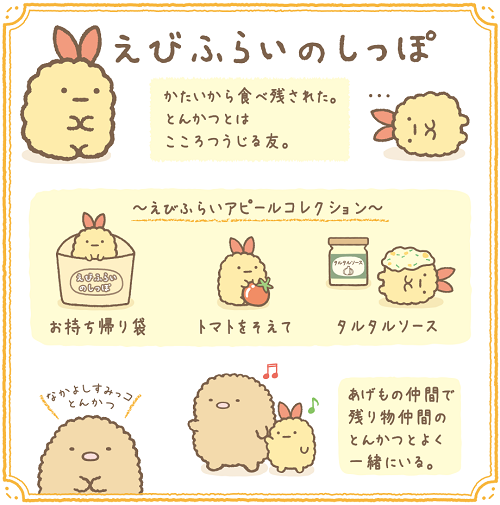 えびふらいのしっぽ
かたいから食べ残された。
とんかつとは
こころつうじる友。
...
～えびふらいアピールコレクション～
えびふらい
のしっぽ
タルタルソース
お持ち帰り袋
トマトをそえて
タルタルソース
なかよしすみっコ
とんかつ
あげもの仲間で
残り物仲間の
とんかつとよく
一緒にいる。